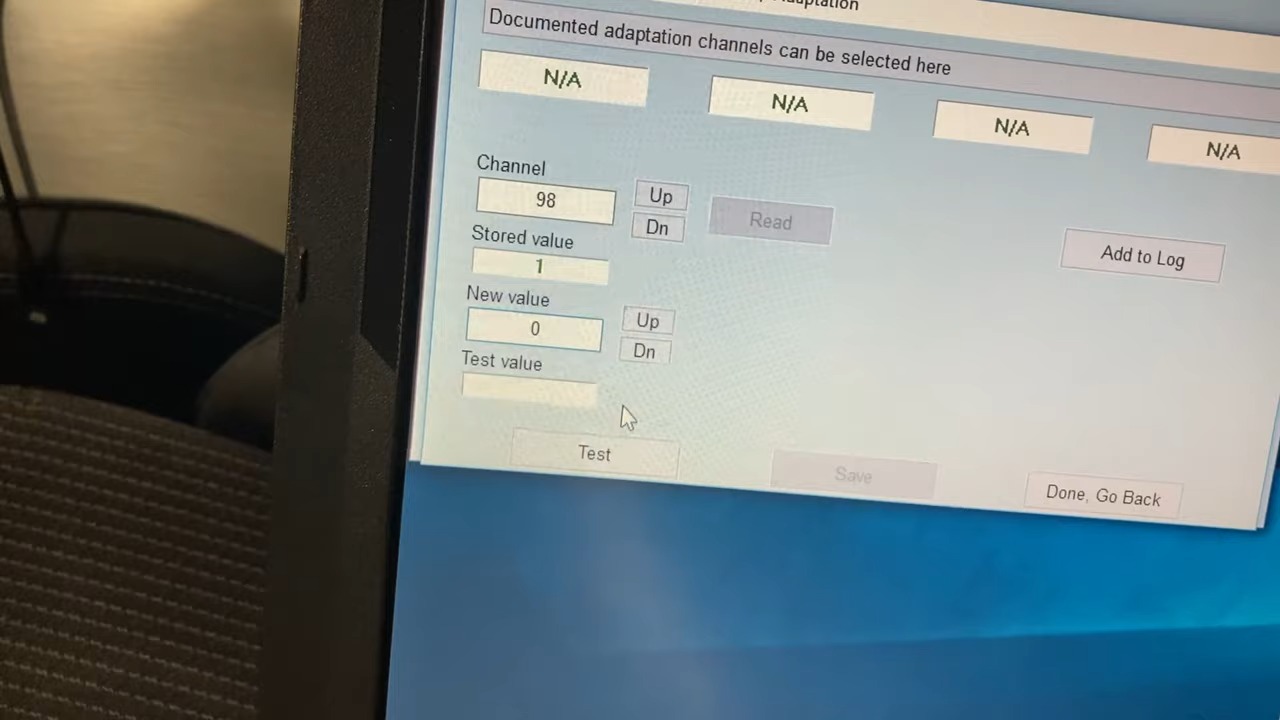 Adaptation
Documented adaptation channels can be selected here
N/A N/A N/A N/A
Channel
98 Up
Dn Read
Stored value
1
Add to Log
New value
0 Up
Dn
Test value
Test Save Done, Go Back